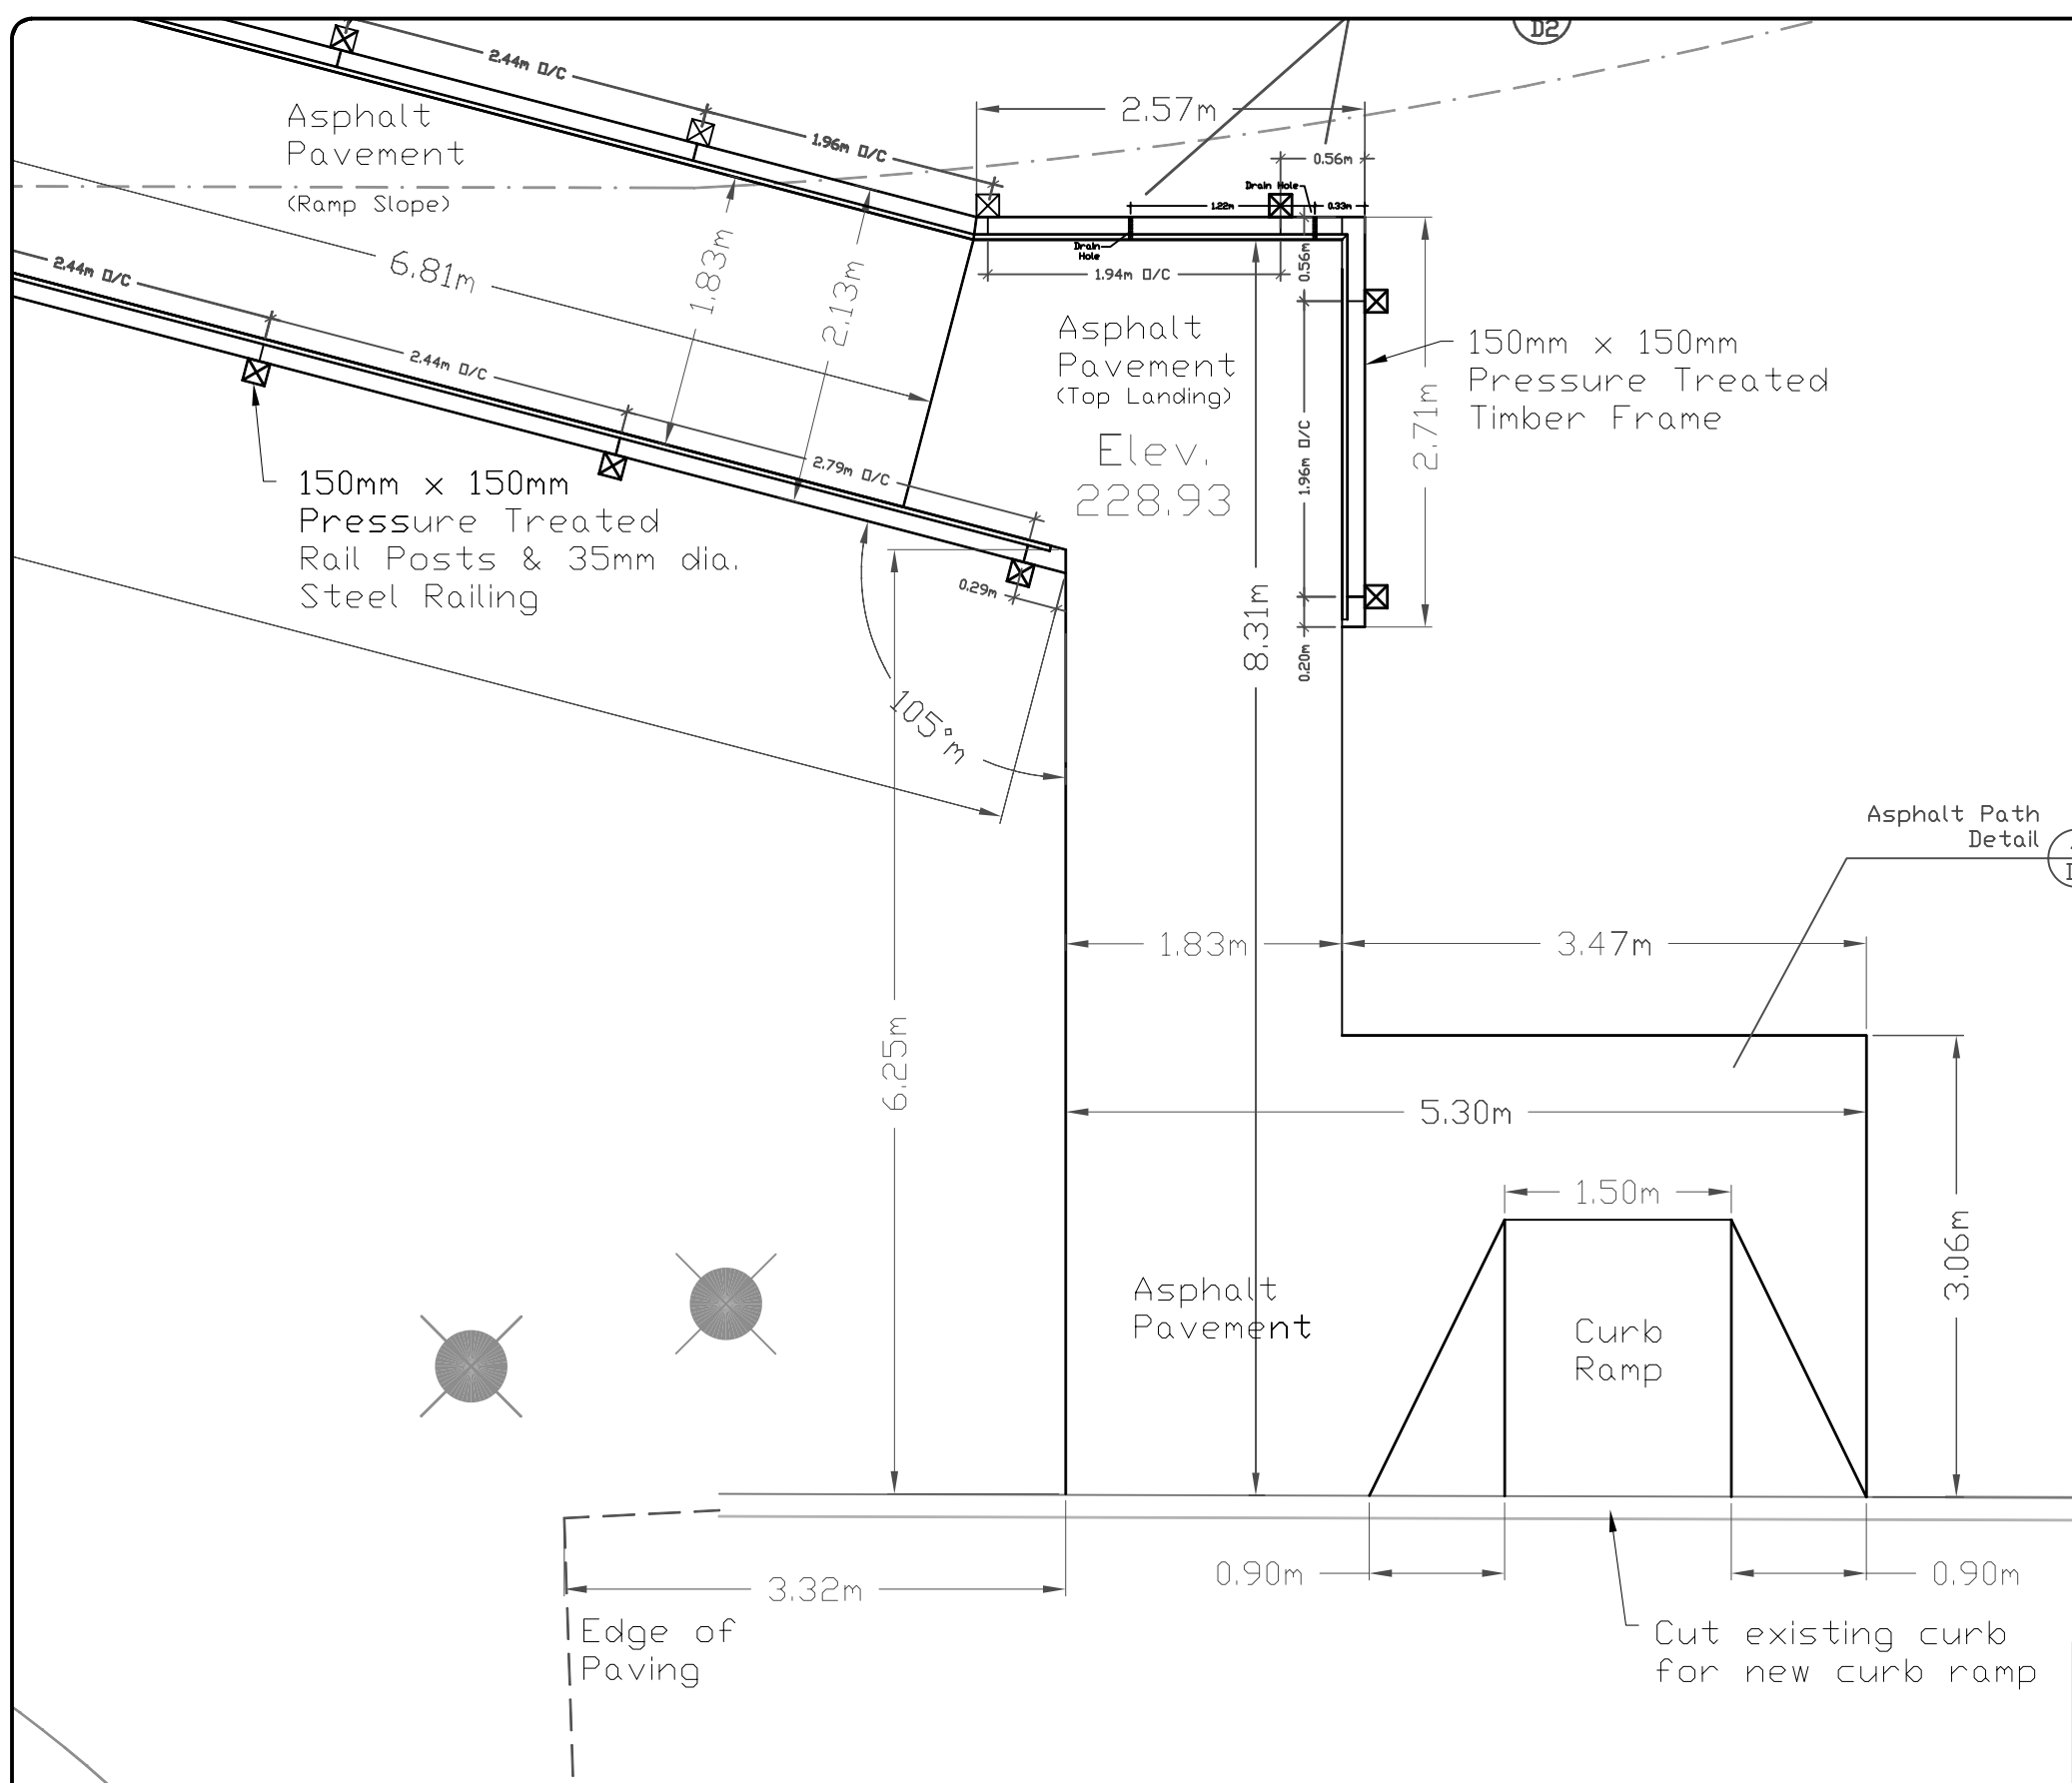 D2
2.44m O/C
2.57m
Asphalt
Pavement
(Ramp Slope)
1.96m O/C
0.56m
Drain Hole
1.22m
0.33m
Drain
Hole
1.94m O/C
0.56m
2.44m O/C
6.81m
1.83m
2.13m
Asphalt
Pavement
(Top Landing)
Elev.
228.93
150mm x 150mm
Pressure Treated
Timber Frame
2.71m
1.96m O/C
2.44m O/C
2.79m O/C
150mm x 150mm
Pressure Treated
Rail Posts & 35mm dia.
Steel Railing
0.29m
8.31m
0.20m
105°m
Asphalt Path
Detail
1.83m
3.47m
6.25m
5.30m
1.50m
3.06m
Asphalt
Pavement
Curb
Ramp
3.32m
0.90m
0.90m
Edge of
Paving
Cut existing curb
for new curb ramp